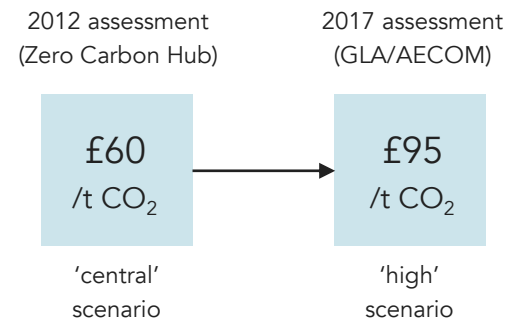 2012 assessment
(Zero Carbon Hub)
£60
/t CO₂
'central'
scenario
2017 assessment
(GLA/AECOM)
£95
/t CO₂
'high'
scenario